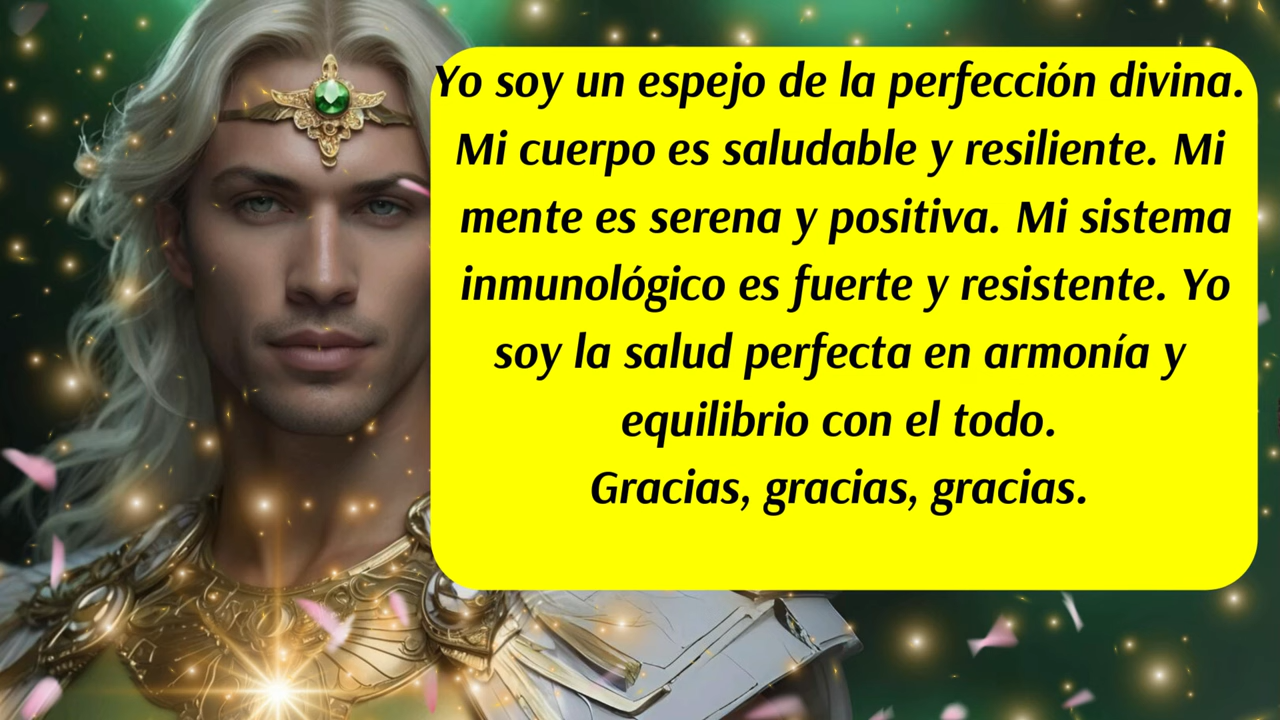 Yo soy un espejo de la perfección divina.
Mi cuerpo es saludable y resiliente. Mi
mente es serena y positiva. Mi sistema
inmunológico es fuerte y resistente. Yo
soy la salud perfecta en armonía y
equilibrio con el todo.
Gracias, gracias, gracias.